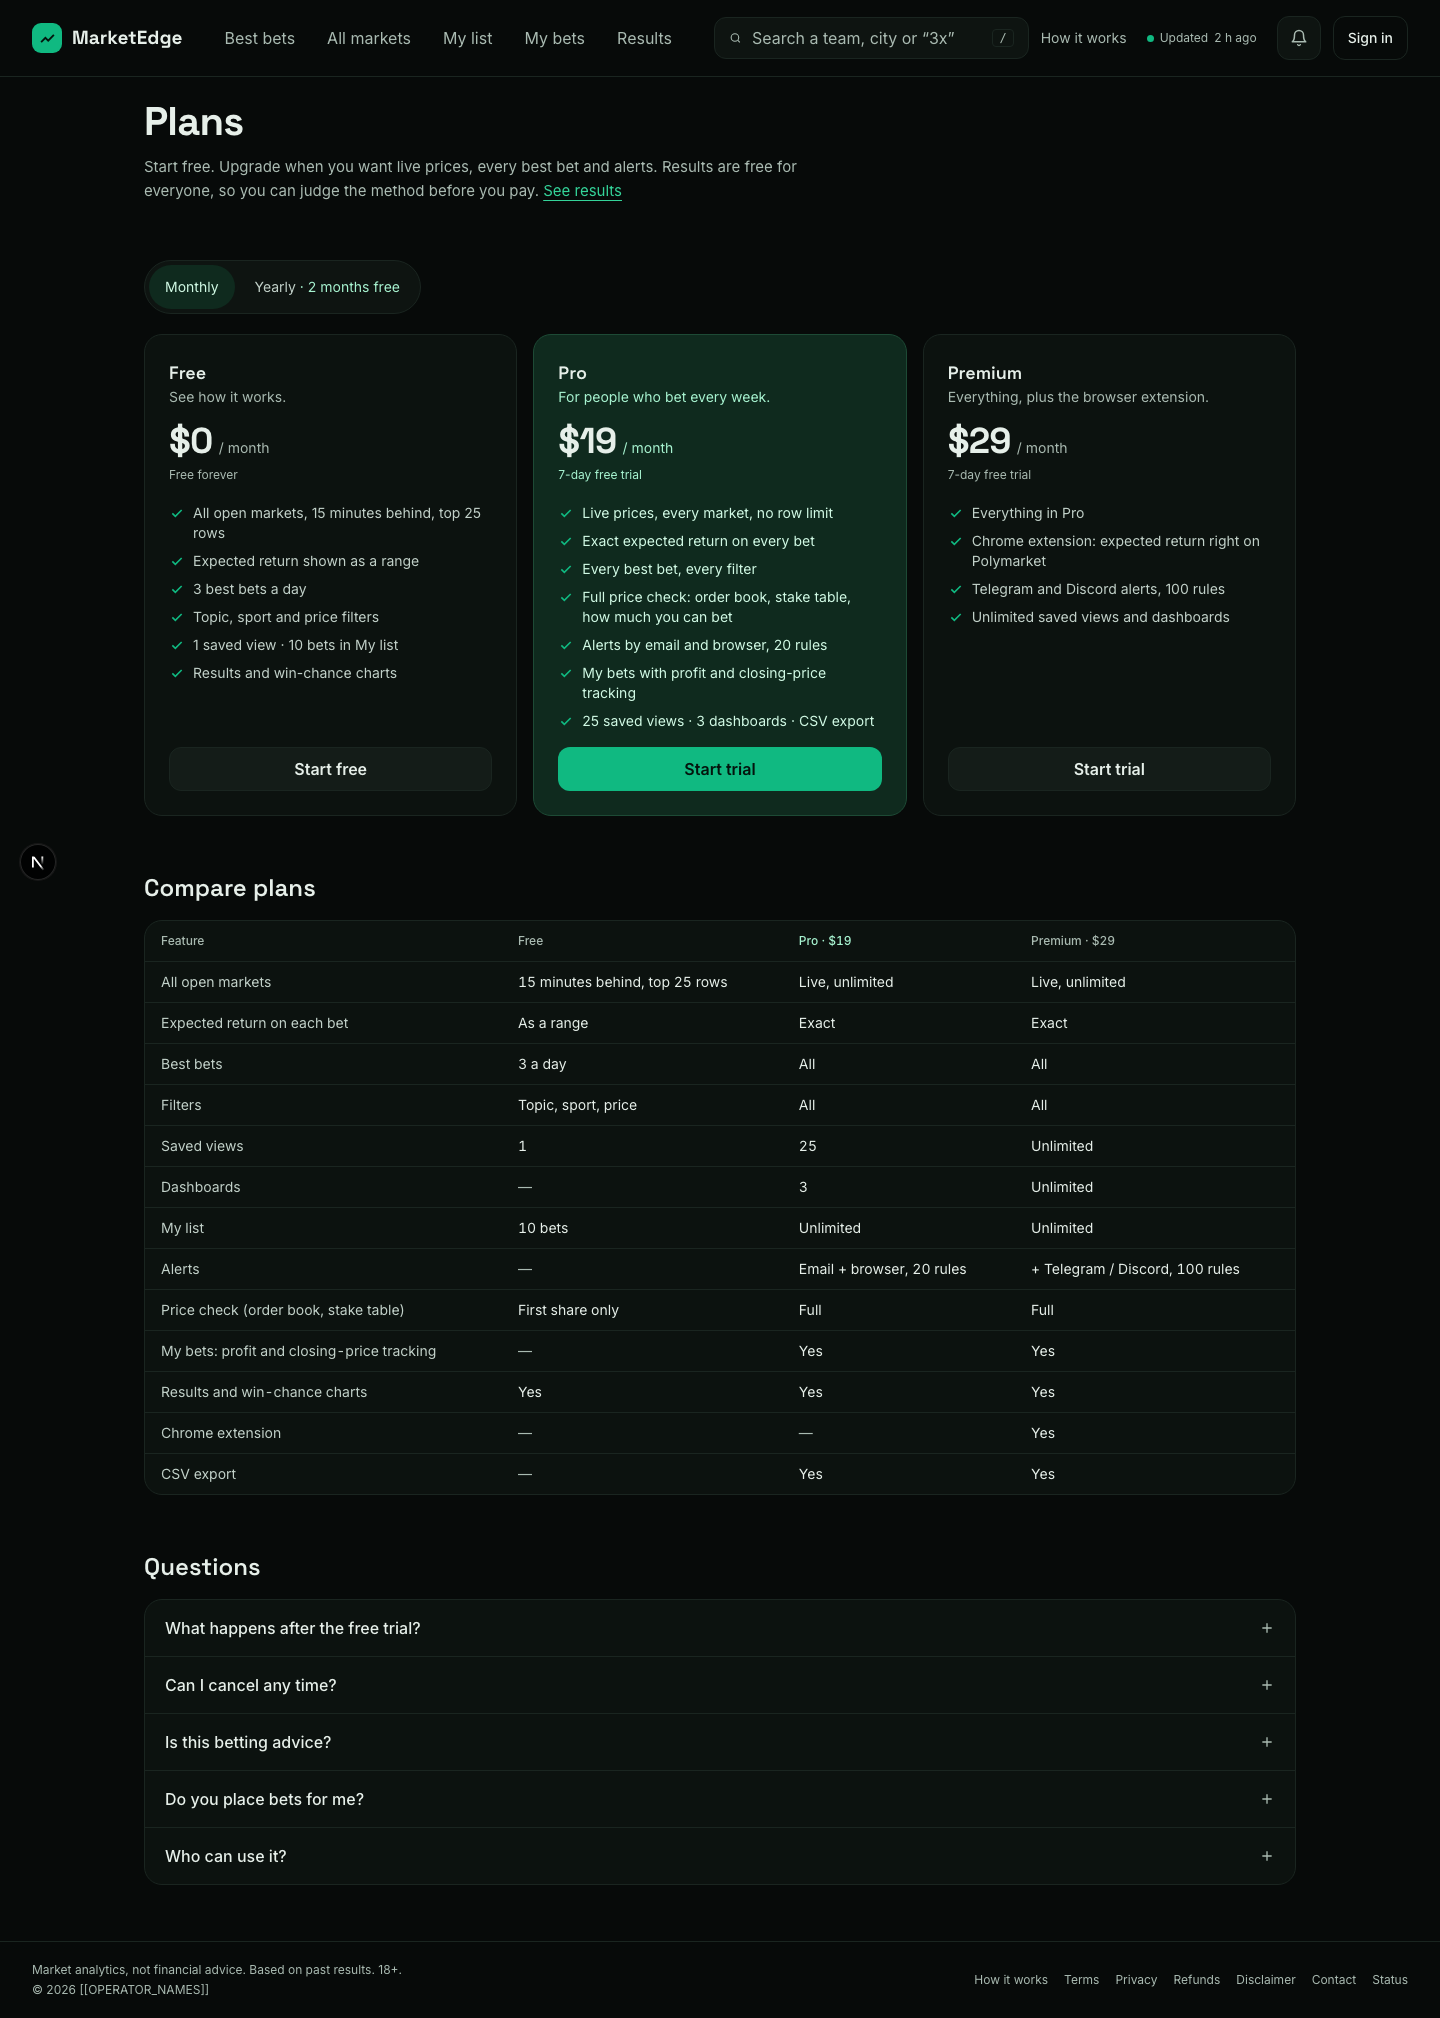 MarketEdge
Best bets
All markets
My list
My bets
Results
Search a team, city or “3x”
/
How it works
Updated 2 h ago
Sign in
Plans
Start free. Upgrade when you want live prices, every best bet and alerts. Results are free for
everyone, so you can judge the method before you pay. See results
Monthly
Yearly · 2 months free
Free
See how it works.
$0 / month
Free forever
All open markets, 15 minutes behind, top 25
rows
Expected return shown as a range
3 best bets a day
Topic, sport and price filters
1 saved view · 10 bets in My list
Results and win-chance charts
Start free
Pro
For people who bet every week.
$19 / month
7-day free trial
Live prices, every market, no row limit
Exact expected return on every bet
Every best bet, every filter
Full price check: order book, stake table,
how much you can bet
Alerts by email and browser, 20 rules
My bets with profit and closing-price
tracking
25 saved views · 3 dashboards · CSV export
Start trial
Premium
Everything, plus the browser extension.
$29 / month
7-day free trial
Everything in Pro
Chrome extension: expected return right on
Polymarket
Telegram and Discord alerts, 100 rules
Unlimited saved views and dashboards
Start trial
N
Compare plans
Feature Free Pro · $19 Premium · $29
All open markets 15 minutes behind, top 25 rows Live, unlimited Live, unlimited
Expected return on each bet As a range Exact Exact
Best bets 3 a day All All
Filters Topic, sport, price All All
Saved views 1 25 Unlimited
Dashboards — 3 Unlimited
My list 10 bets Unlimited Unlimited
Alerts — Email + browser, 20 rules + Telegram / Discord, 100 rules
Price check (order book, stake table) First share only Full Full
My bets: profit and closing-price tracking — Yes Yes
Results and win-chance charts Yes Yes Yes
Chrome extension — — Yes
CSV export — Yes Yes
Questions
What happens after the free trial? +
Can I cancel any time? +
Is this betting advice? +
Do you place bets for me? +
Who can use it? +
Market analytics, not financial advice. Based on past results. 18+.
© 2026 [[OPERATOR_NAMES]]
How it works Terms Privacy Refunds Disclaimer Contact Status